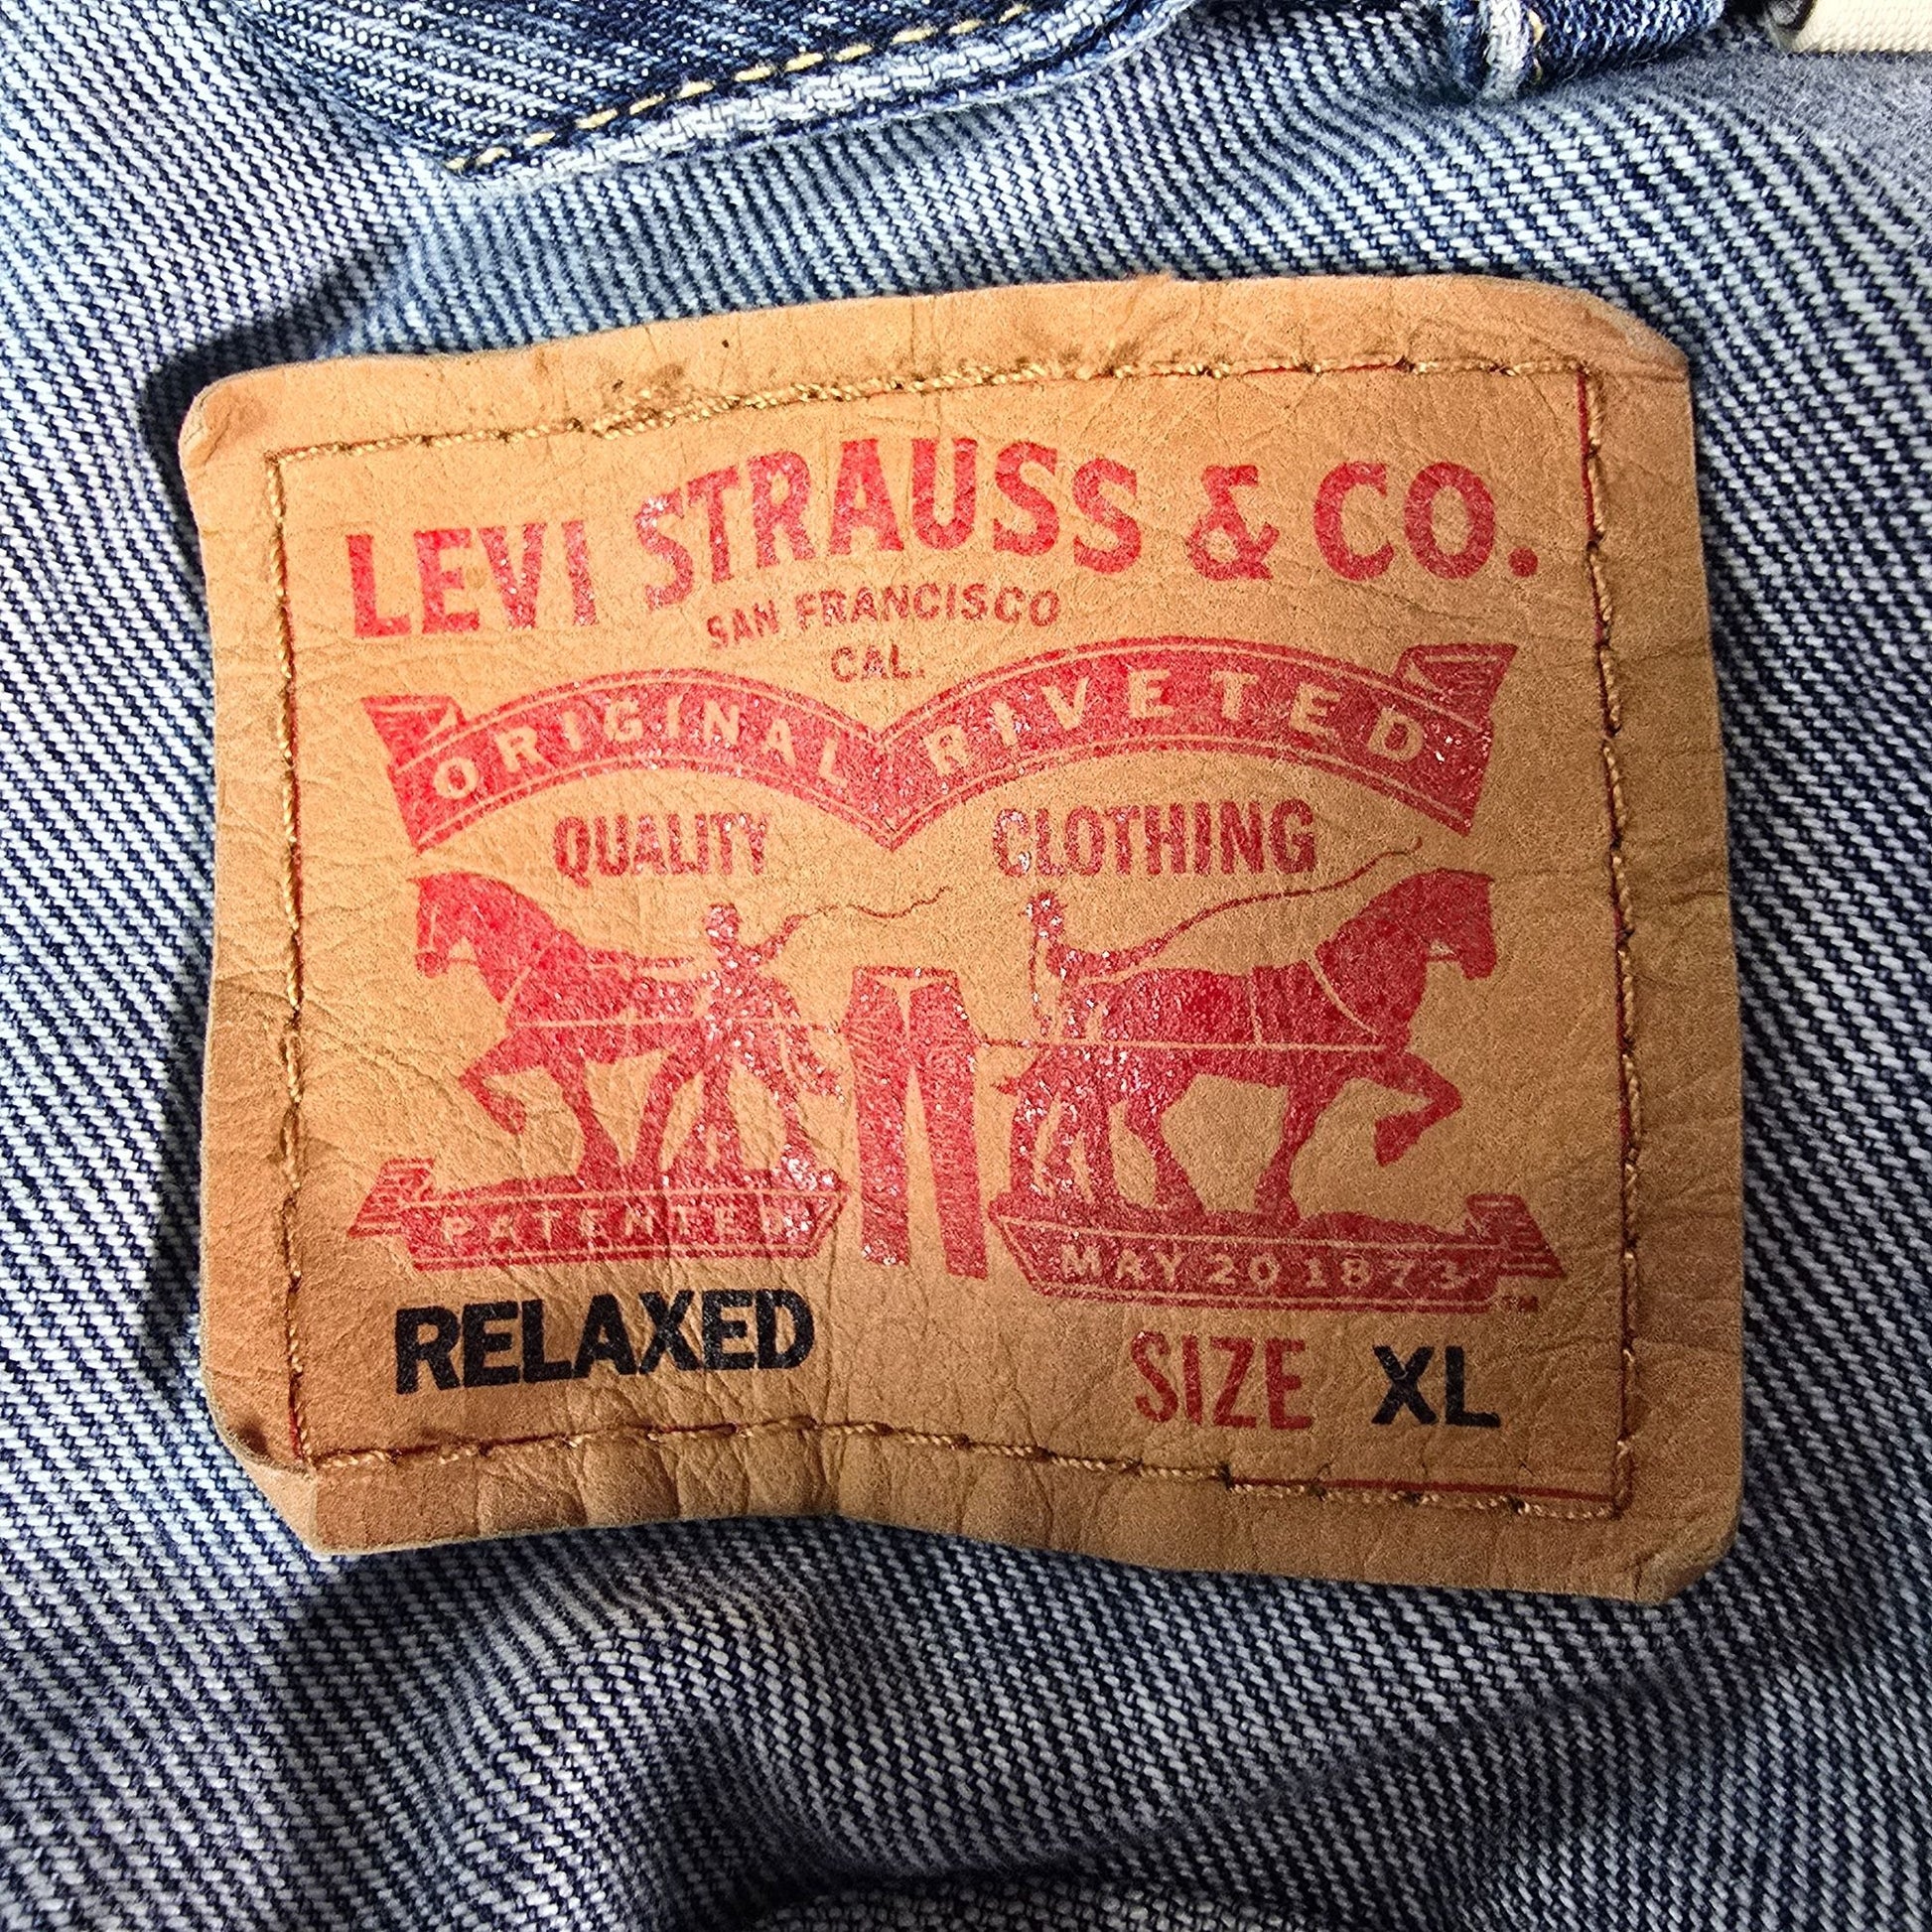 LEVI STRAUSS & CO.
SAN FRANCISCO
CAL.
ORIGINAL RIVETED
QUALITY CLOTHING
PATENTED MAY 20 1873
TM
RELAXED SIZE XL